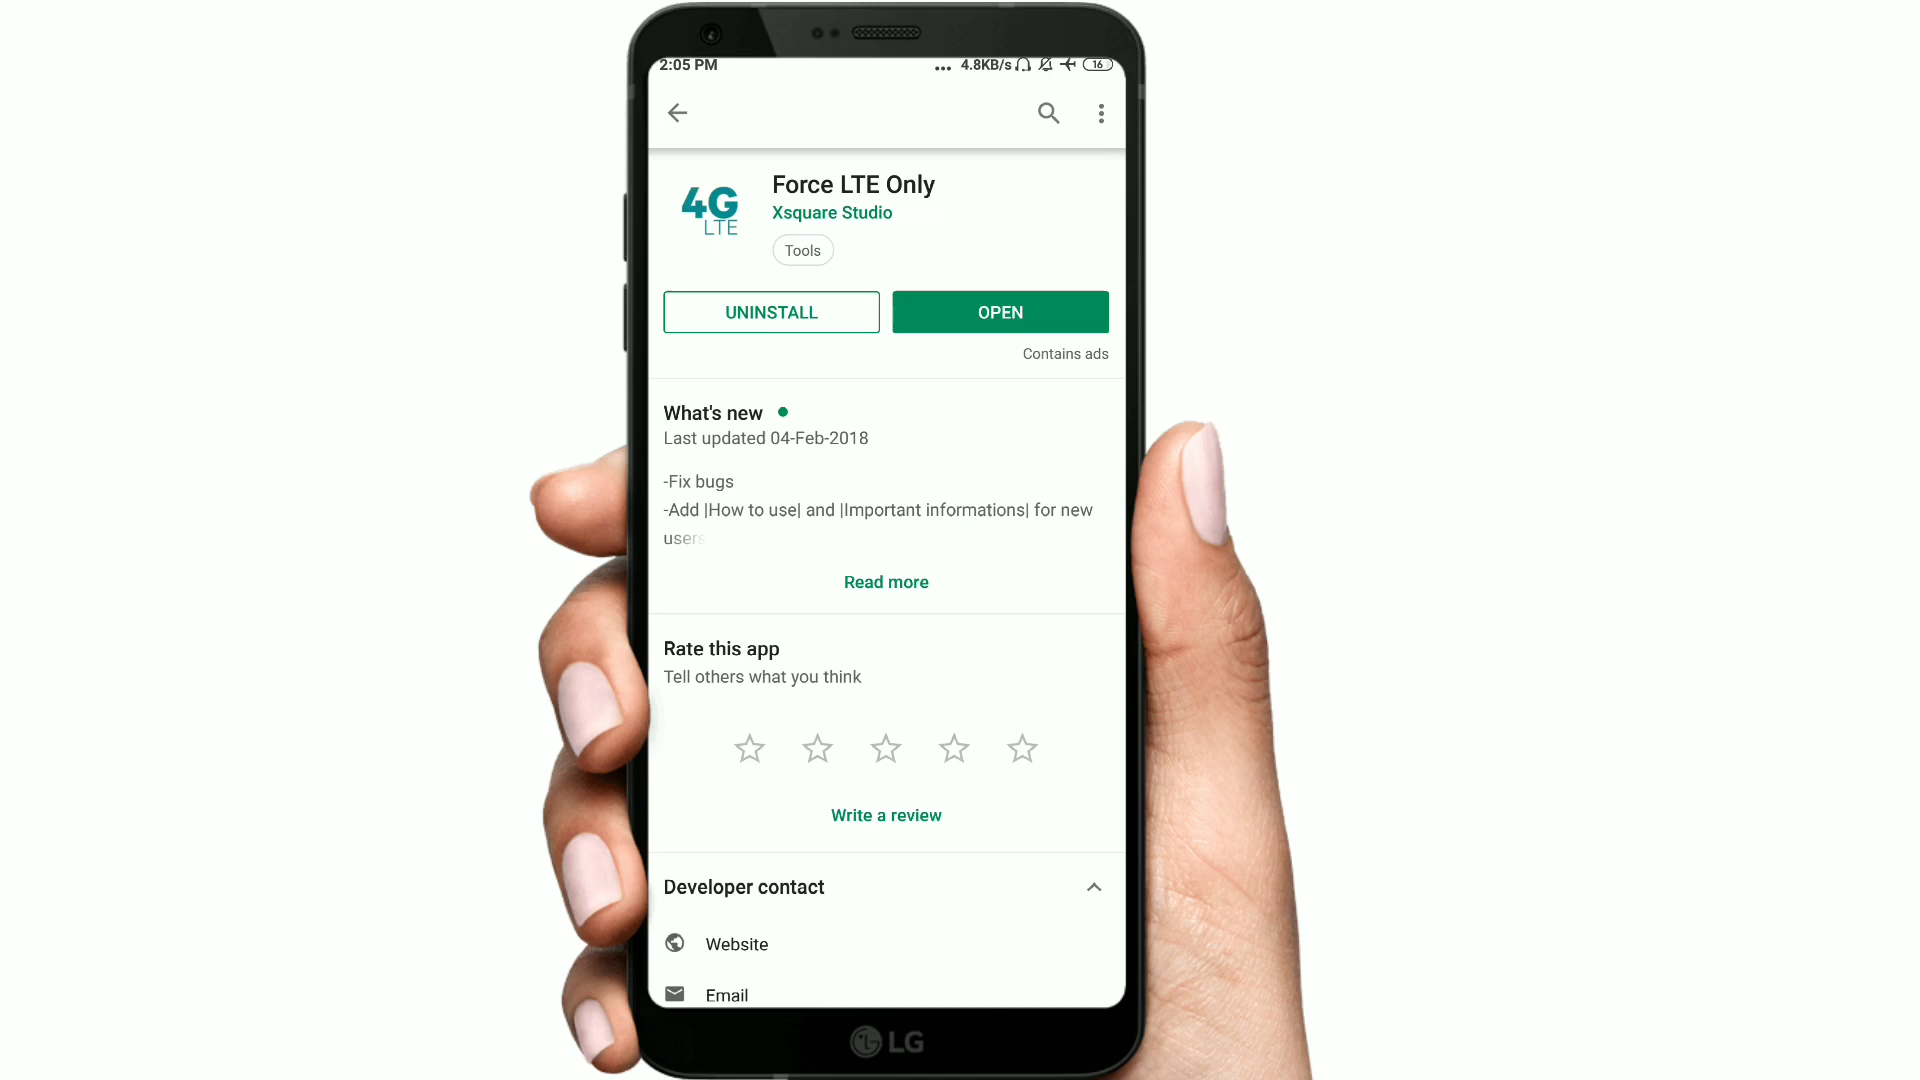 2:05 PM ... 4.8KB/s 16
4G
LTE
Force LTE Only
Xsquare Studio
Tools
UNINSTALL OPEN
Contains ads
What's new
Last updated 04-Feb-2018
-Fix bugs
-Add |How to use| and |Important informations| for new
users
Read more
Rate this app
Tell others what you think
Write a review
Developer contact
Website
Email
LG